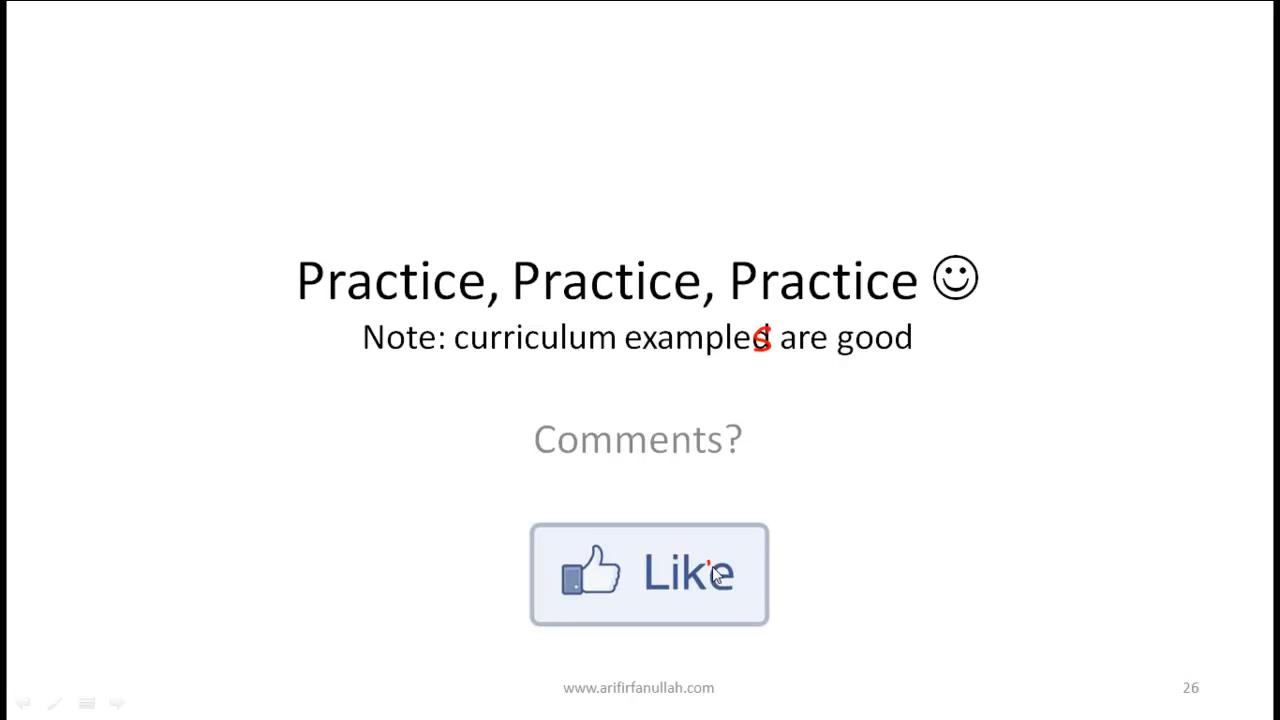 Practice, Practice, Practice ☺
Note: curriculum examples are good
Comments?
Like
www.arifirfanullah.com
26